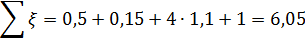 ∑ ξ = 0,5 + 0,15 + 4 · 1,1 + 1 = 6,05